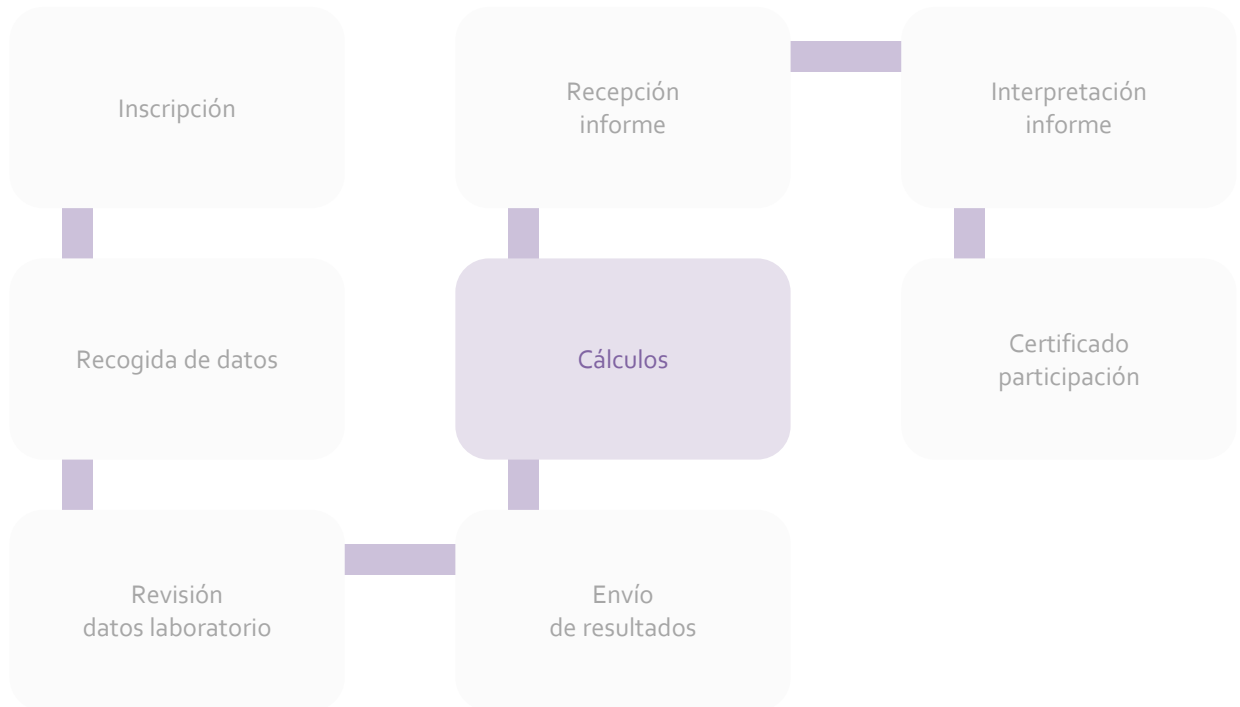 Inscripción
Recepción
informe
Interpretación
informe
Recogida de datos
Cálculos
Certificado
participación
Revisión
datos laboratorio
Envío
de resultados